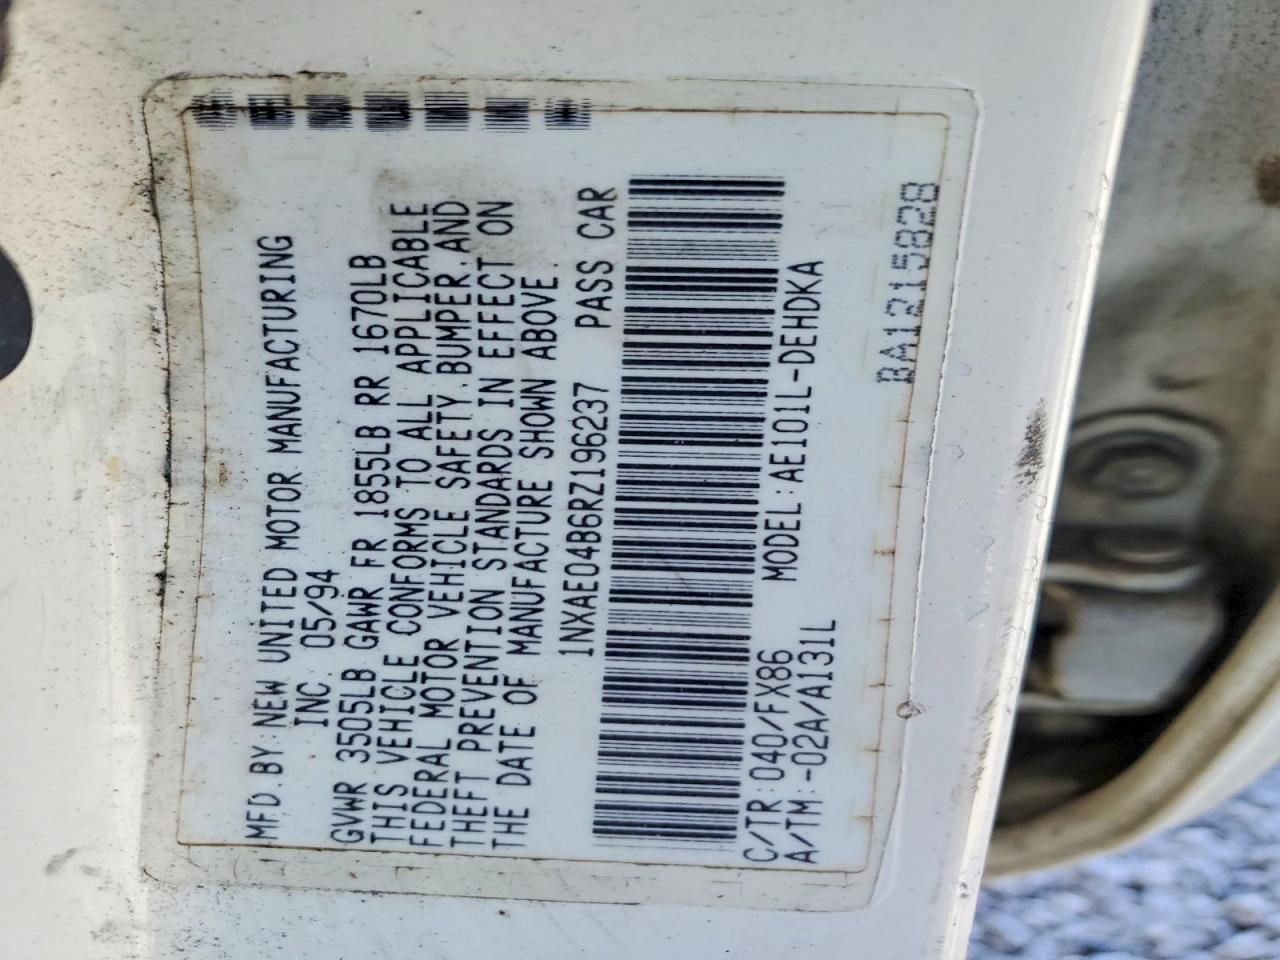 MFD. BY: NEW UNITED MOTOR MANUFACTURING
INC. 05/94
GVWR 3505LB GAWR FR 1855LB RR 1670LB
THIS VEHICLE CONFORMS TO ALL APPLICABLE
FEDERAL MOTOR VEHICLE SAFETY. BUMPER, AND
THEFT PREVENTION STANDARDS IN EFFECT ON
THE DATE OF MANUFACTURE SHOWN ABOVE.
1NXAE04B6RZ196237 PASS CAR
C/TR: 040/FX86 MODEL: AE101L-DEHDKA
A/TM: -02A/A131L
BA1215828